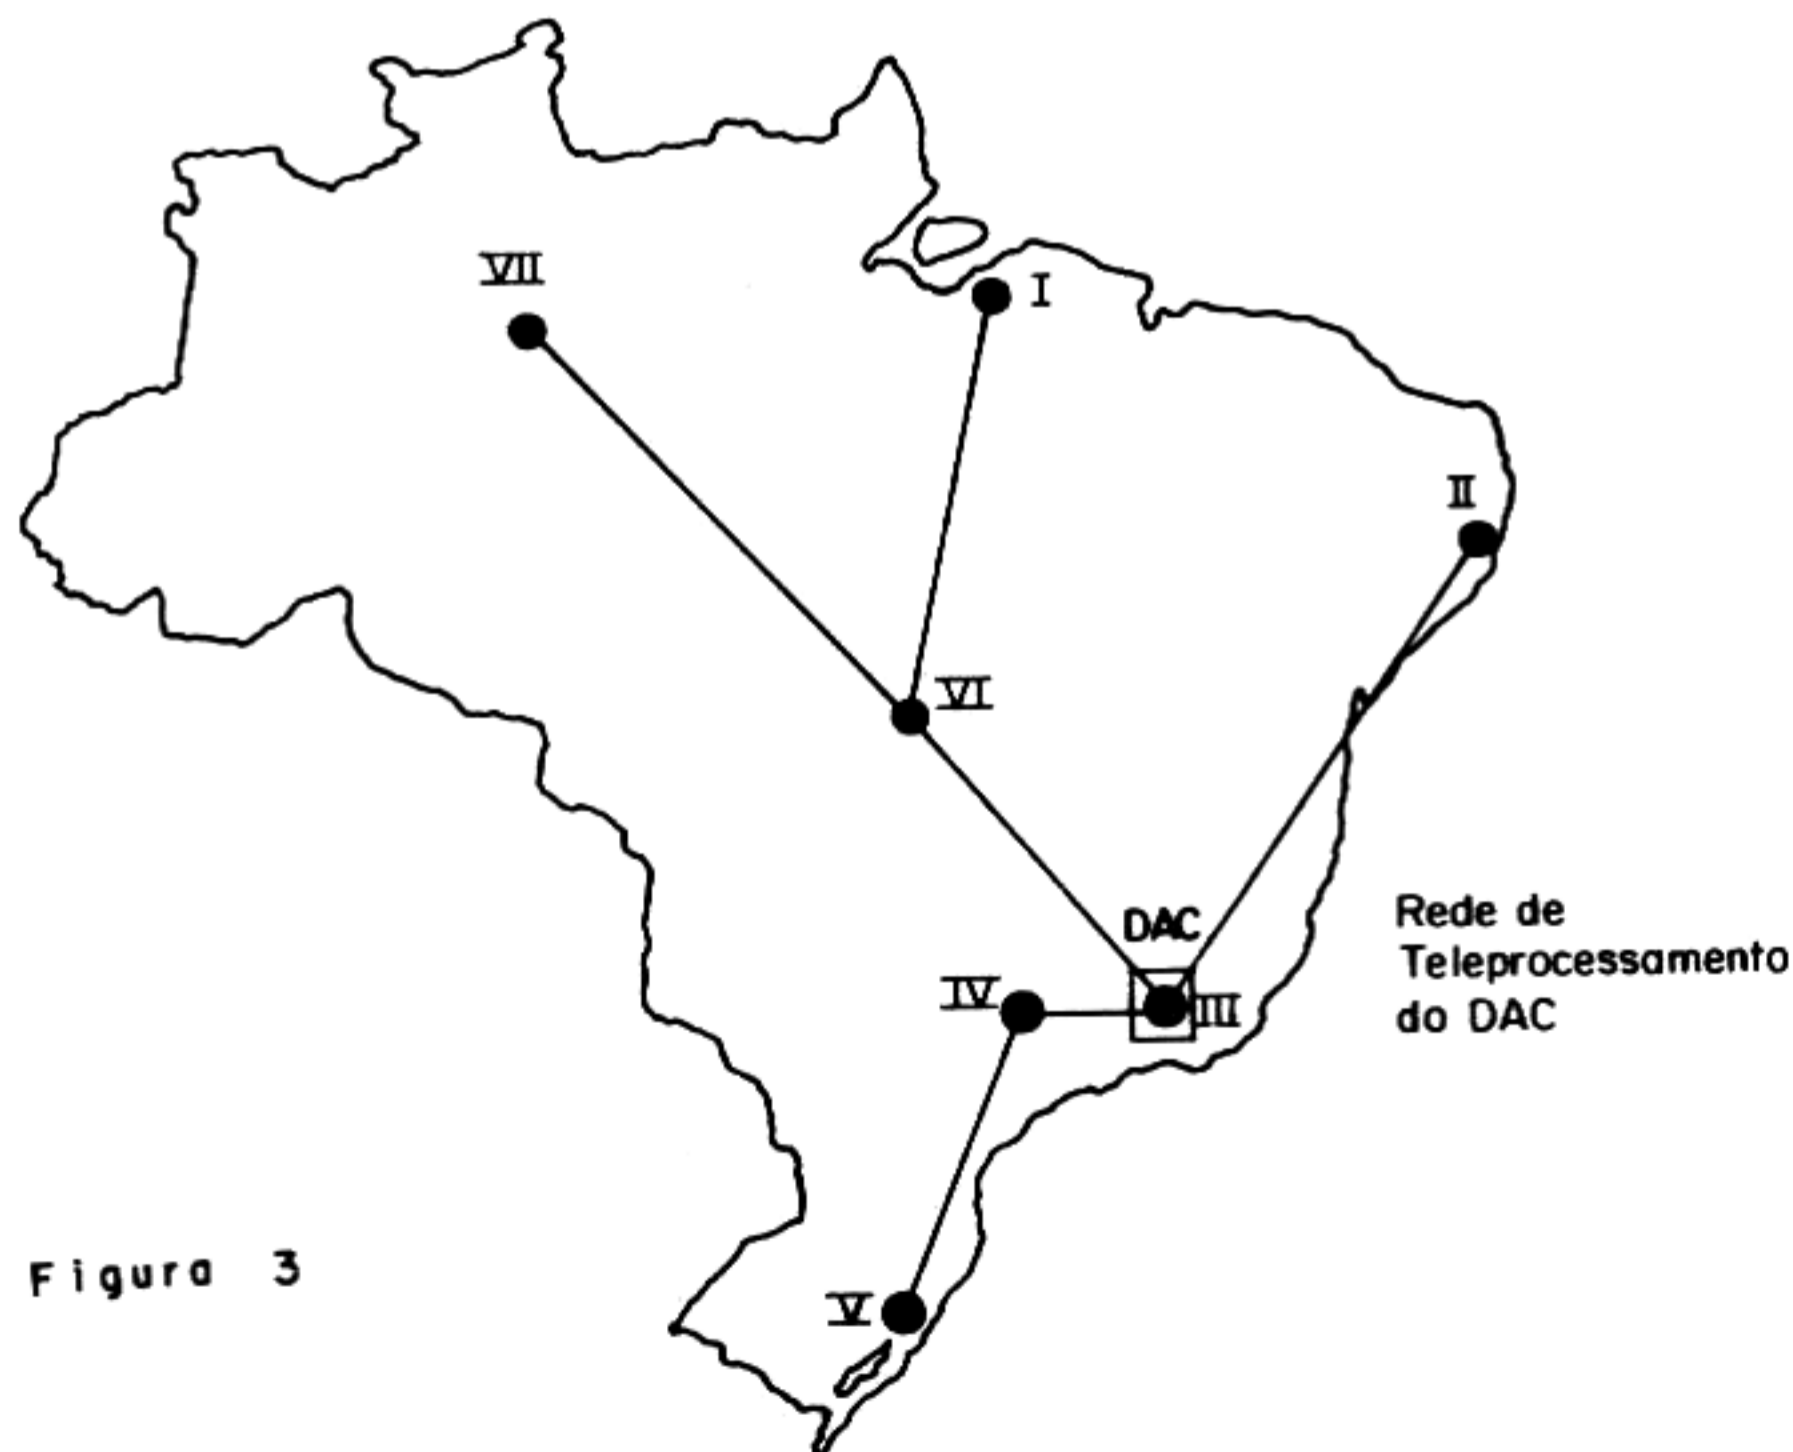 VII
I
II
VI
DAC
IV
III
Rede de
Teleprocessamento
do DAC
Figura 3
V